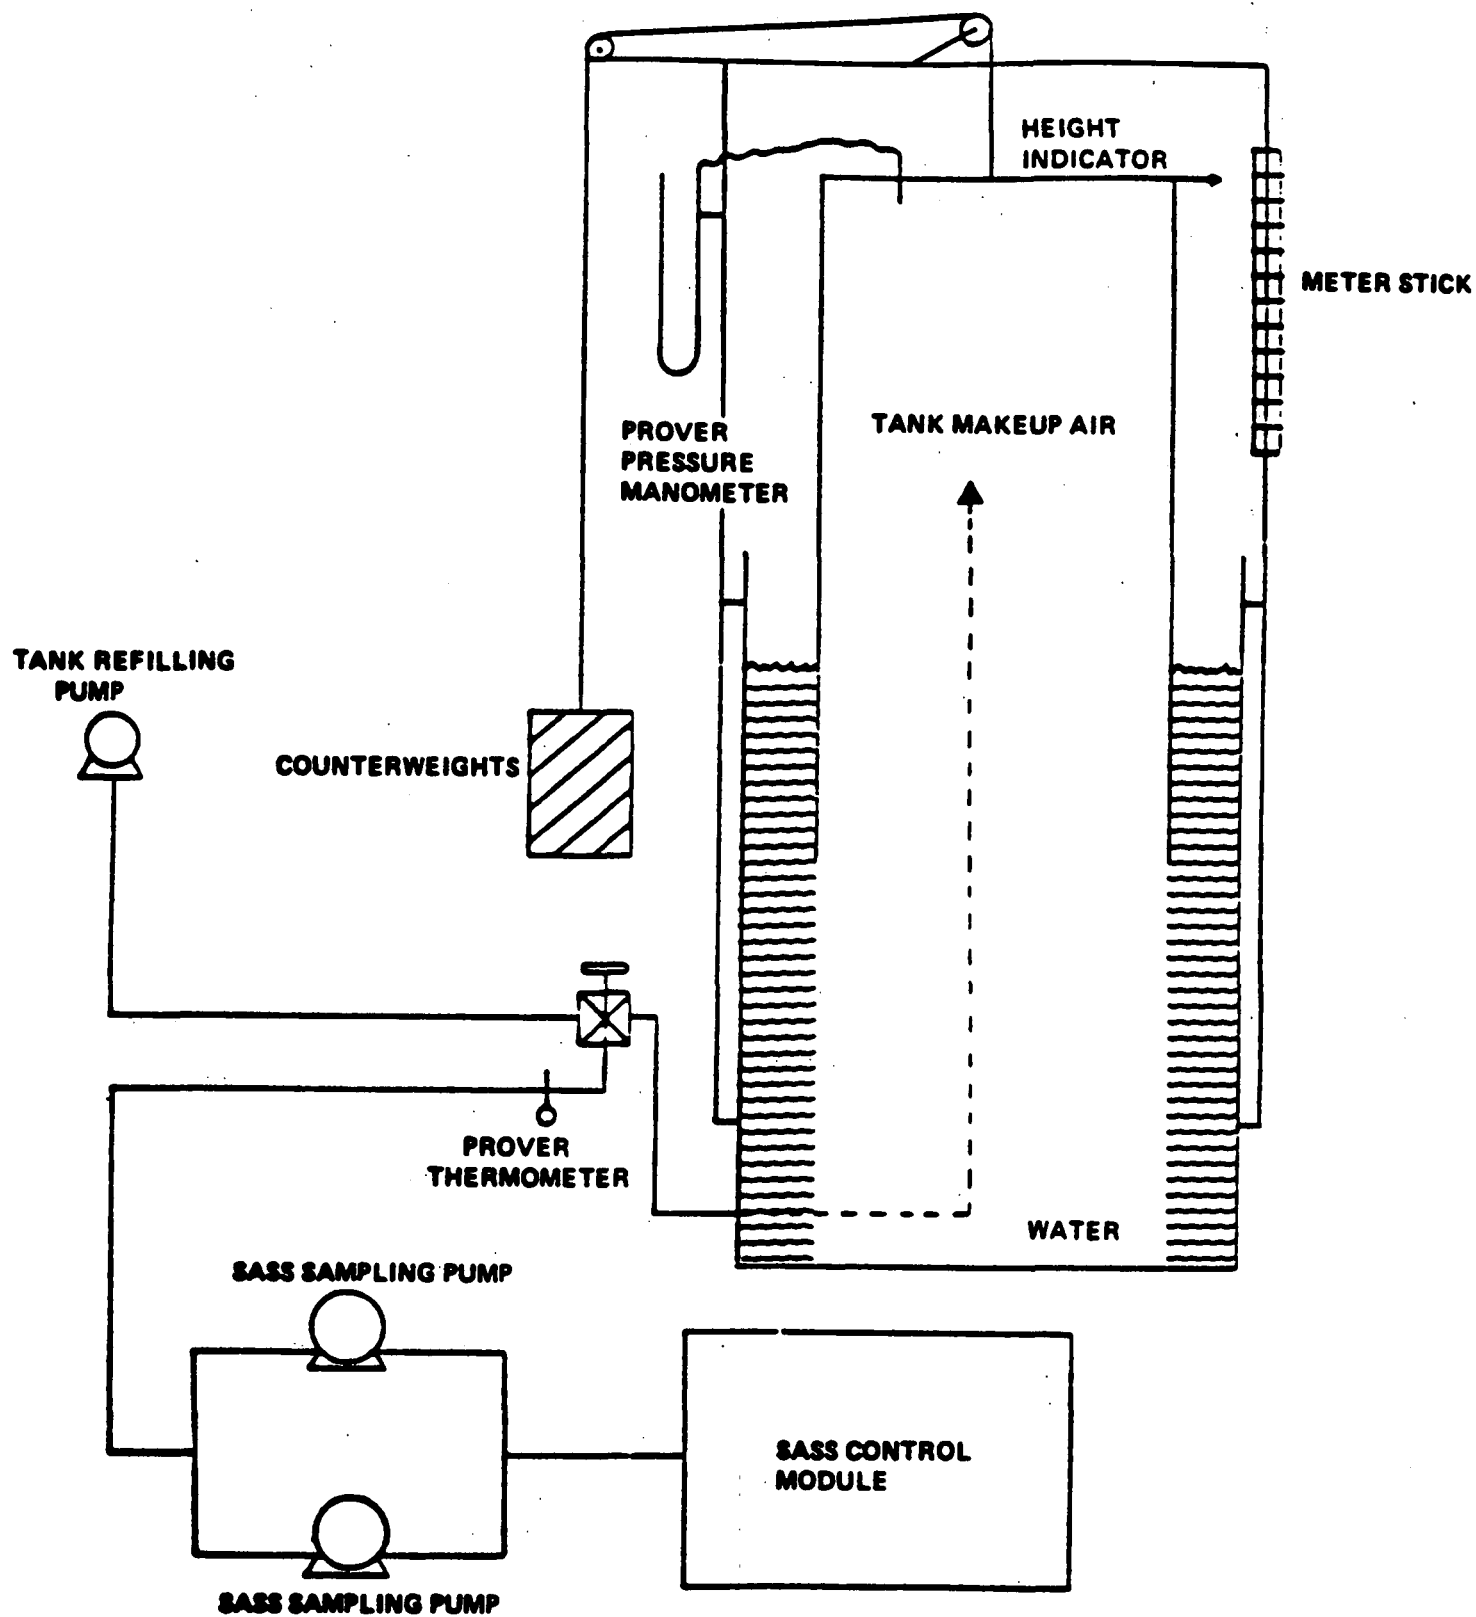 HEIGHT
INDICATOR
METER STICK
PROVER
PRESSURE
MANOMETER
TANK MAKEUP AIR
TANK REFILLING
PUMP
COUNTERWEIGHTS
PROVER
THERMOMETER
WATER
SASS SAMPLING PUMP
SASS CONTROL
MODULE
SASS SAMPLING PUMP